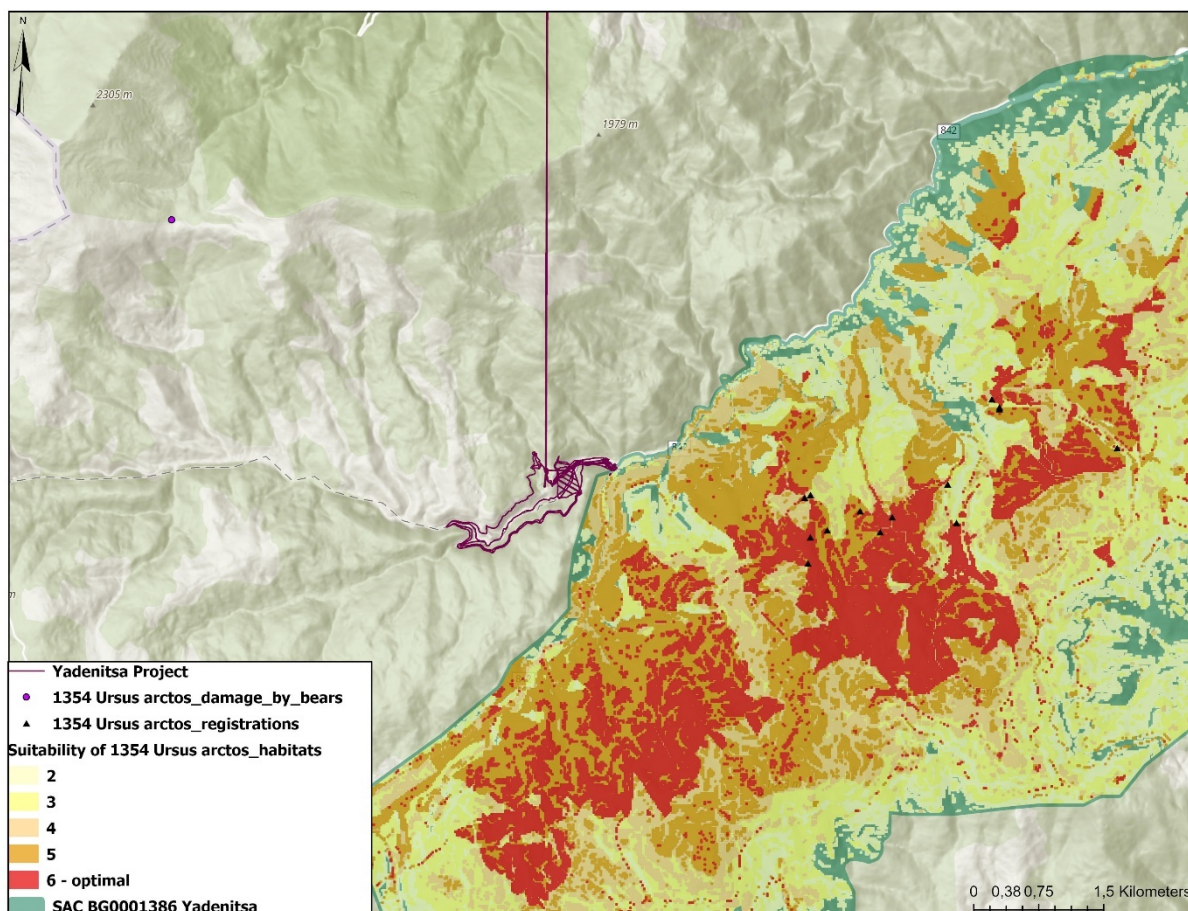 N
2305 m
1979 m
842
m
Yadenitsa Project
1354 Ursus arctos_damage_by_bears
1354 Ursus arctos_registrations
Suitability of 1354 Ursus arctos_habitats
2
3
4
5
6 - optimal
SAC BG0001386 Yadenitsa
0 0,38 0,75 1,5 Kilometers